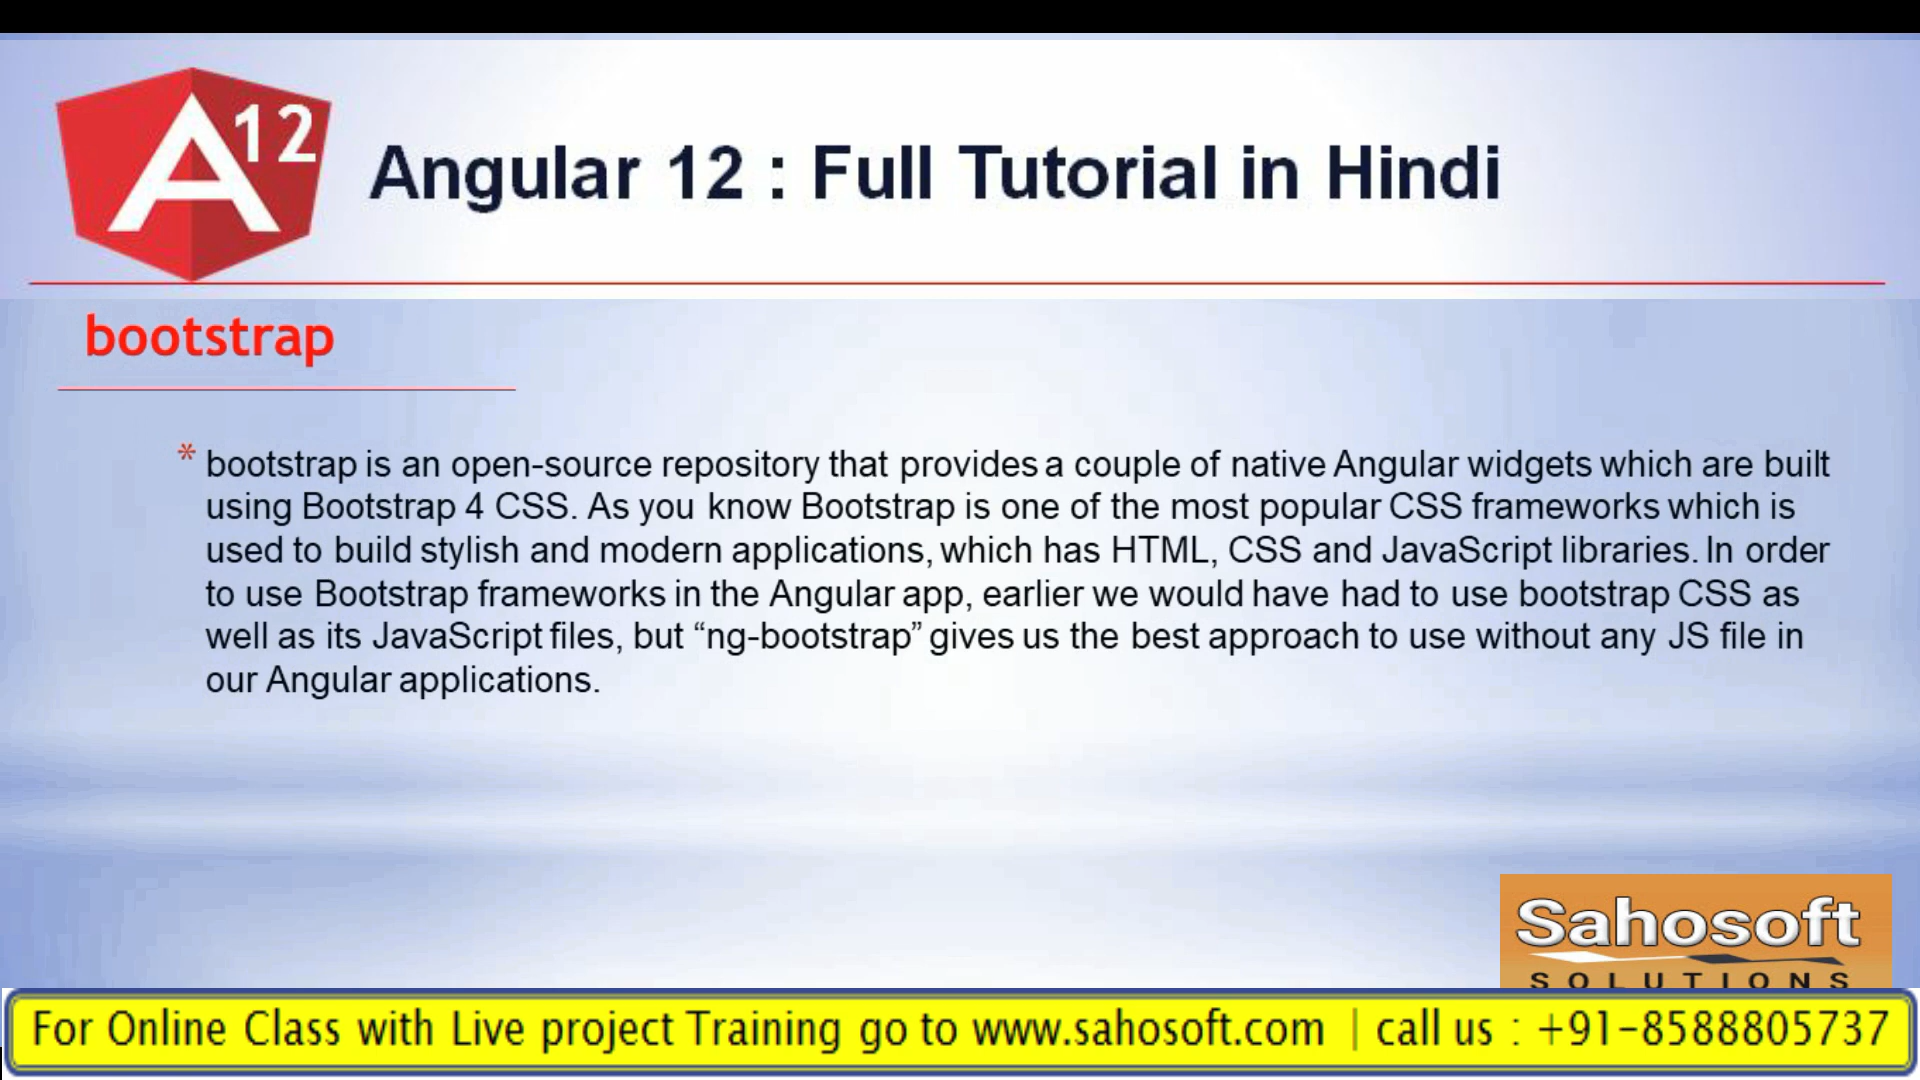 A12
Angular 12 : Full Tutorial in Hindi
bootstrap
* bootstrap is an open-source repository that provides a couple of native Angular widgets which are built
using Bootstrap 4 CSS. As you know Bootstrap is one of the most popular CSS frameworks which is
used to build stylish and modern applications, which has HTML, CSS and JavaScript libraries. In order
to use Bootstrap frameworks in the Angular app, earlier we would have had to use bootstrap CSS as
well as its JavaScript files, but “ng-bootstrap” gives us the best approach to use without any JS file in
our Angular applications.
Sahosoft
SOLUTIONS
For Online Class with Live project Training go to www.sahosoft.com | call us : +91-8588805737